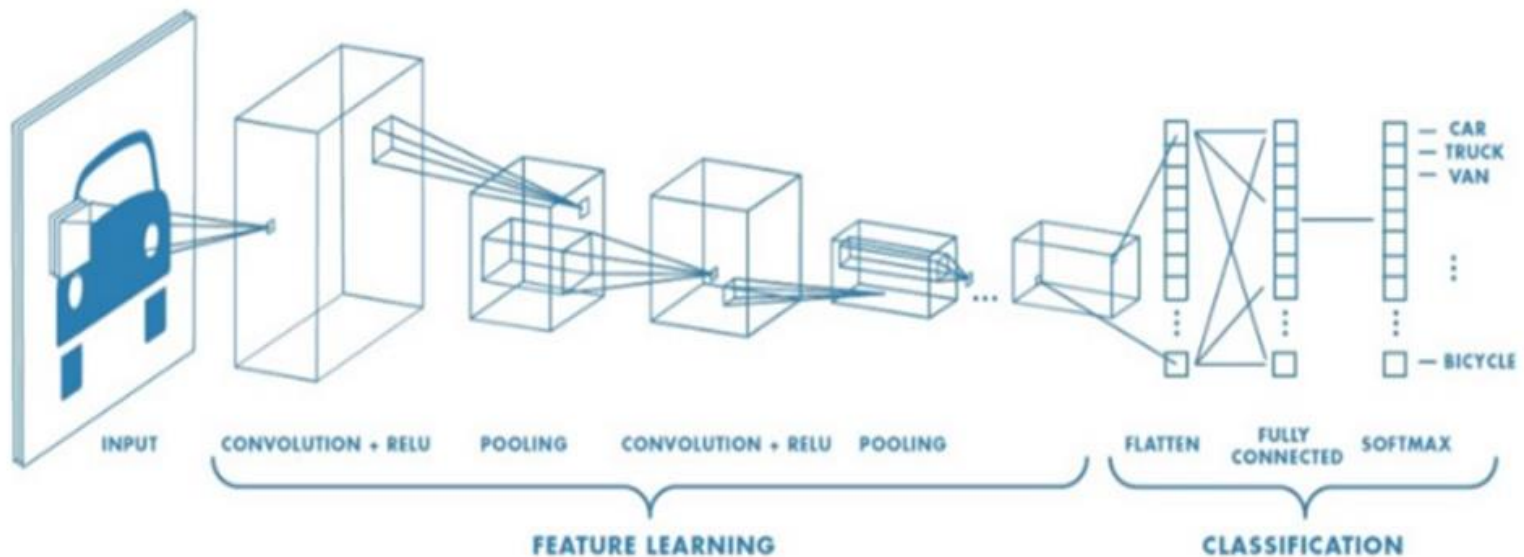 CAR
TRUCK
VAN
BICYCLE
INPUT
CONVOLUTION + RELU
POOLING
CONVOLUTION + RELU
POOLING
FLATTEN
FULLY
CONNECTED
SOFTMAX
FEATURE LEARNING
CLASSIFICATION